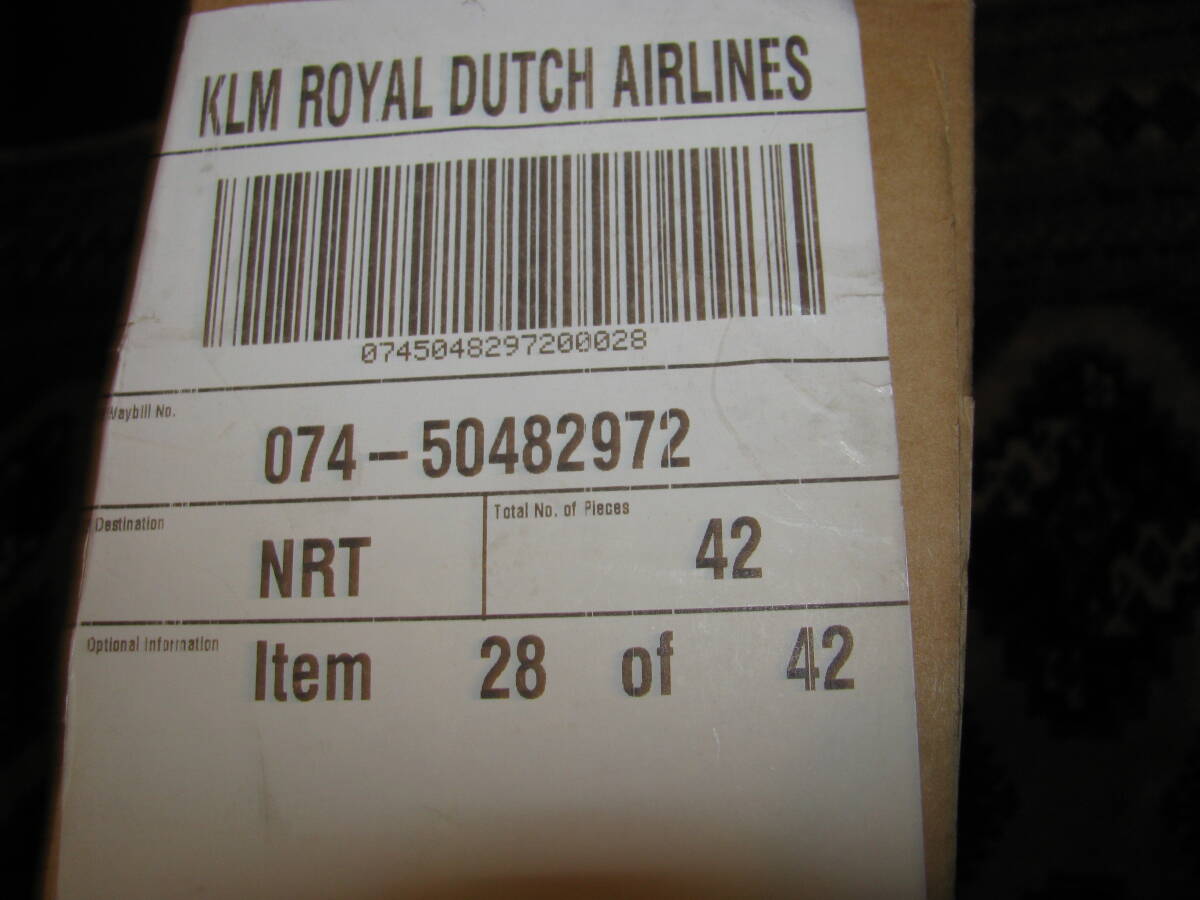 KLM ROYAL DUTCH AIRLINES
0745048297200028
Waybill No.
074-50482972
Destination
NRT
Total No. of Pieces
42
Optional Information
Item 28 of 42